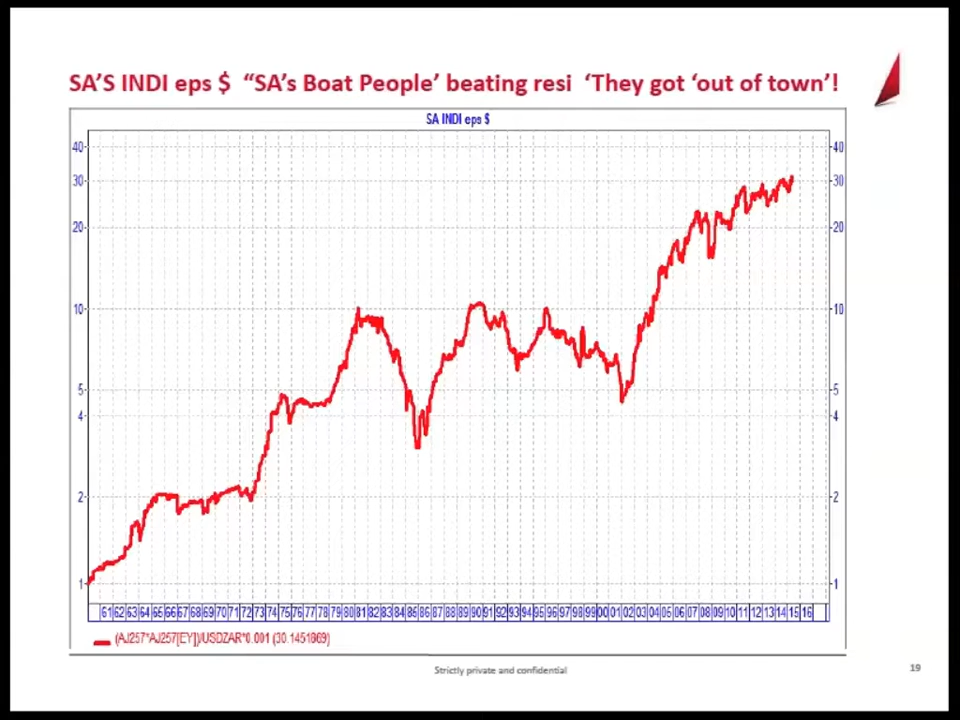 SA'S INDI eps $ “SA's Boat People’ beating resi ‘They got ‘out of town’!
SA INDI eps $
40 40
30 30
20 20
10 10
5 5
4 4
2 2
1 1
61 62 63 64 65 66 67 68 69 70 71 72 73 74 75 76 77 78 79 80 81 82 83 84 85 86 87 88 89 90 91 92 93 94 95 96 97 98 99 00 01 02 03 04 05 06 07 08 09 10 11 12 13 14 15 16
(AJ257*AJ257[EY])/USDZAR*0.001 (30.1451869)
Strictly private and confidential
19